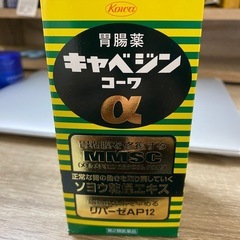 Kowa
胃腸薬
キャベジン
コーワ
α
MMSC
正常な胃の働きを取り戻していく
ソヨウ乾燥エキス
リパーゼAP12
第2類医薬品